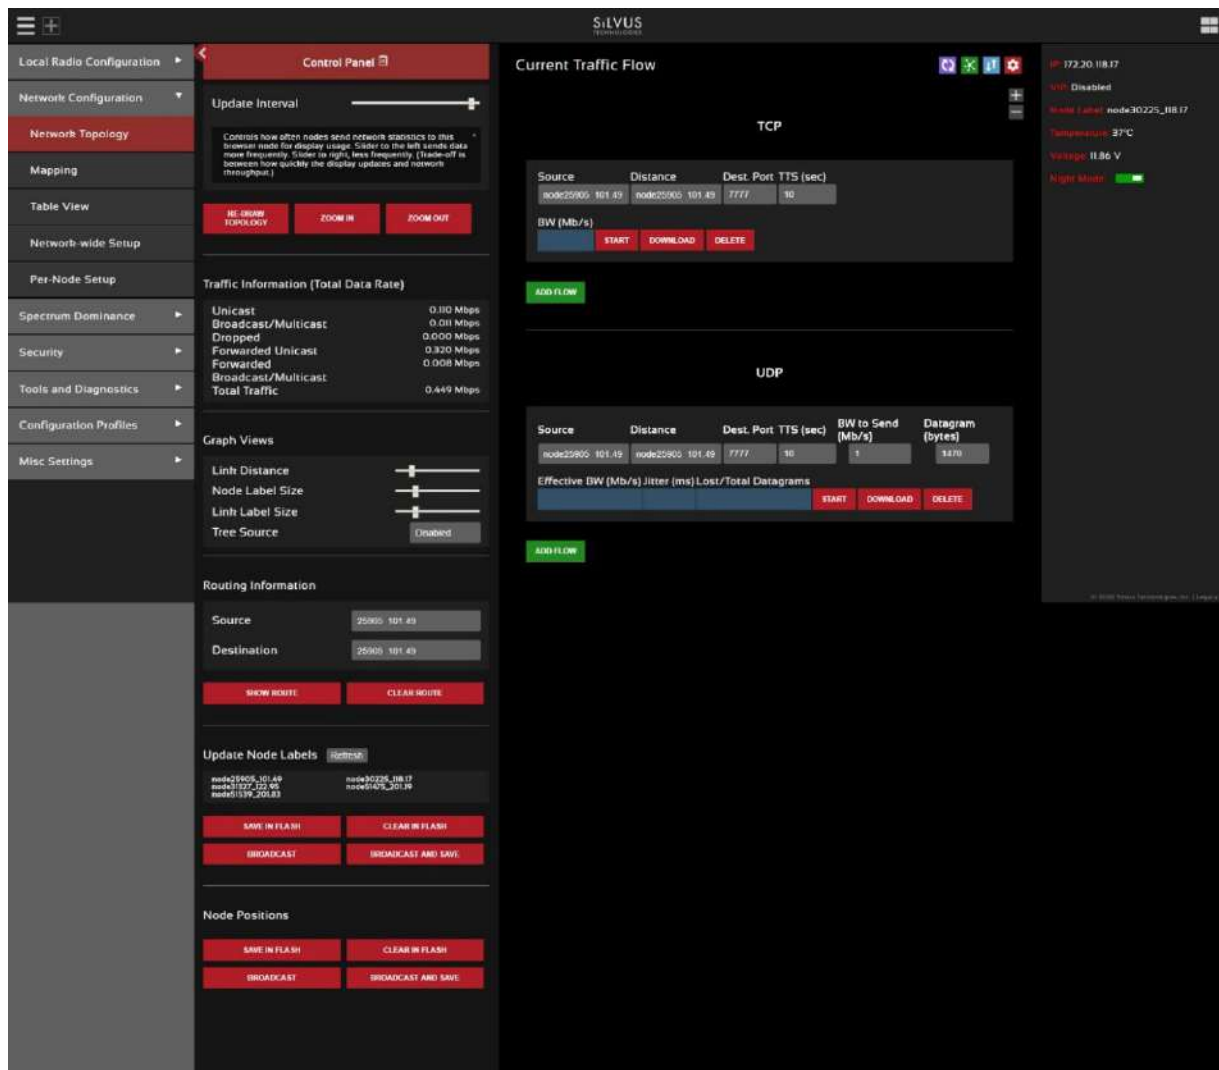 SiLVUS
TECHNOLOGIES
Local Radio Configuration
Network Configuration
Network Topology
Mapping
Table View
Network-wide Setup
Per-Node Setup
Spectrum Dominance
Security
Tools and Diagnostics
Configuration Profiles
Misc Settings
Control Panel
Update Interval
Controls how often nodes send network statistics to this
browser node for display usage. Slider to the left sends data
more frequently. Slider to right, less frequently. (Trade-off is
between how quickly the display updates and network
throughput.)
RE-DRAW
TOPOLOGY
ZOOM IN
ZOOM OUT
Traffic Information (Total Data Rate)
Unicast 0.110 Mbps
Broadcast/Multicast 0.011 Mbps
Dropped 0.000 Mbps
Forwarded Unicast 0.320 Mbps
Forwarded 0.008 Mbps
Broadcast/Multicast
Total Traffic 0.449 Mbps
Graph Views
Link Distance
Node Label Size
Link Label Size
Tree Source Disabled
Routing Information
Source 25905_101.49
Destination 25905_101.49
SHOW ROUTE CLEAR ROUTE
Update Node Labels Refresh
node25905_101.49 node30225_118.17
node31327_122.95 node51475_201.19
node51539_201.83
SAVE IN FLASH CLEAR IN FLASH
BROADCAST BROADCAST AND SAVE
Node Positions
SAVE IN FLASH CLEAR IN FLASH
BROADCAST BROADCAST AND SAVE
Current Traffic Flow
TCP
Source Distance Dest. Port TTS (sec)
node25905_101.49 node25905_101.49 7777 10
BW (Mb/s)
START DOWNLOAD DELETE
ADD FLOW
UDP
Source Distance Dest. Port TTS (sec) BW to Send (Mb/s) Datagram (bytes)
node25905_101.49 node25905_101.49 7777 10 1 1470
Effective BW (Mb/s) Jitter (ms) Lost/Total Datagrams
START DOWNLOAD DELETE
ADD FLOW
IP: 172.20.118.17
VIP: Disabled
Node Label: node30225_118.17
Temperature: 37°C
Voltage: 11.86 V
Night Mode: